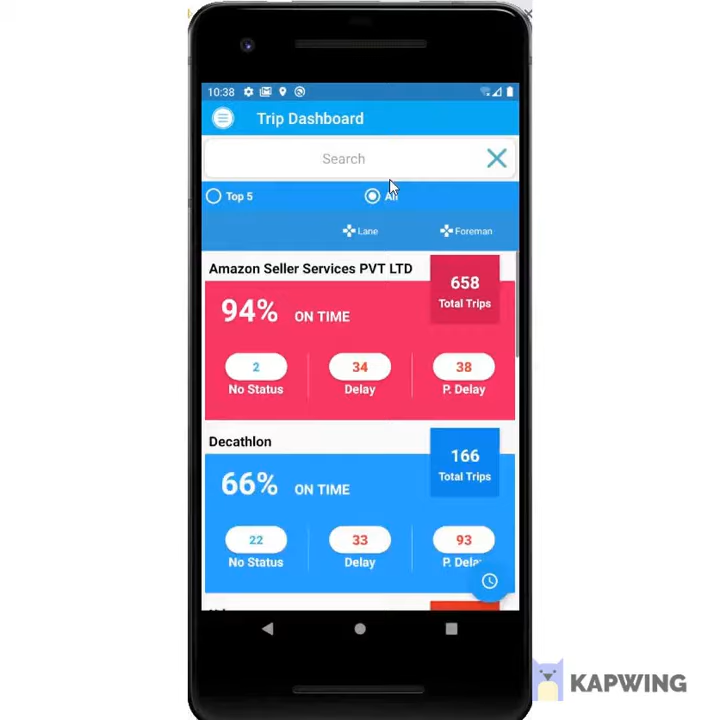 10:38
Trip Dashboard
Search
Top 5
All
Lane
Foreman
Amazon Seller Services PVT LTD
658
Total Trips
94% ON TIME
2
34
38
No Status
Delay
P. Delay
Decathlon
166
Total Trips
66% ON TIME
22
33
93
No Status
Delay
P. Delay
KAPWING